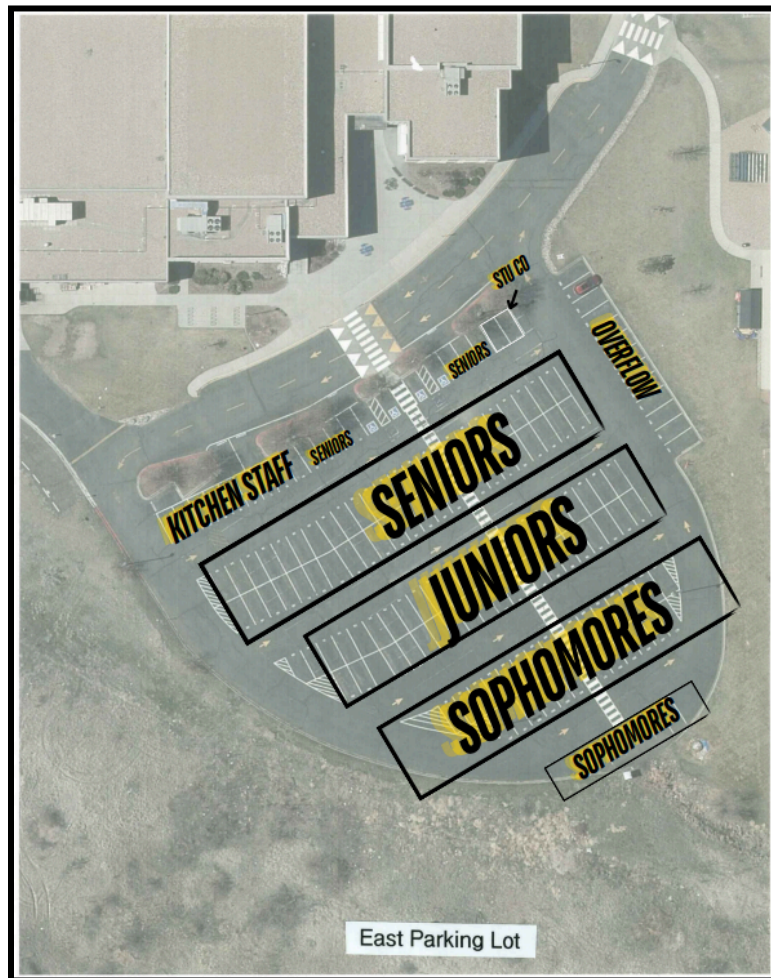 STU CO
OVERFLOW
SENIORS
SENIORS
KITCHEN STAFF
SENIORS
JUNIORS
SOPHOMORES
SOPHOMORES
East Parking Lot